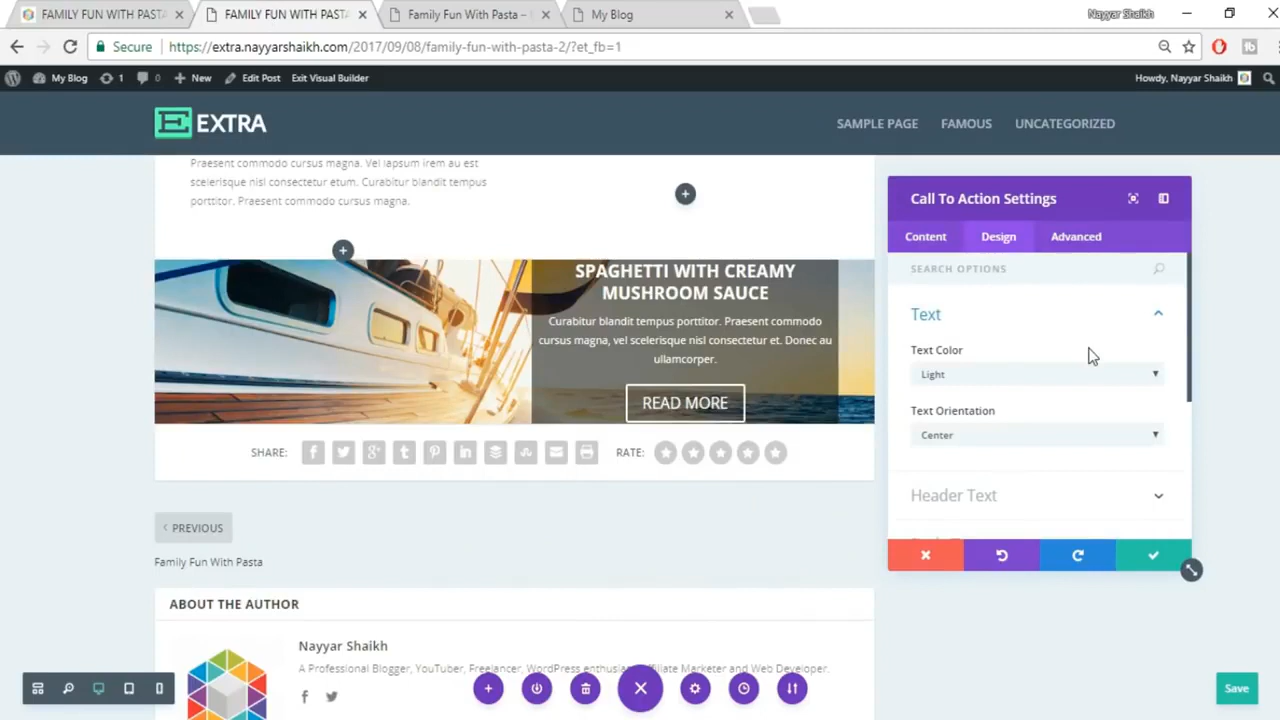 FAMILY FUN WITH PASTA
FAMILY FUN WITH PASTA
Family Fun With Pasta –
My Blog
Nayyar Shaikh
Secure
https://extra.nayyarshaikh.com/2017/09/08/family-fun-with-pasta-2/?et_fb=1
My Blog
1
0
New
Edit Post
Exit Visual Builder
Howdy, Nayyar Shaikh
EXTRA
SAMPLE PAGE
FAMOUS
UNCATEGORIZED
Praesent commodo cursus magna. Vel lapsum irem au est
scelerisque nisl consectetur etum. Curabitur blandit tempus
porttitor. Praesent commodo cursus magna.
SPAGHETTI WITH CREAMY
MUSHROOM SAUCE
Curabitur blandit tempus porttitor. Praesent commodo
cursus magna, vel scelerisque nisl consectetur et. Donec au
ullamcorper.
READ MORE
SHARE:
RATE:
PREVIOUS
Family Fun With Pasta
ABOUT THE AUTHOR
Nayyar Shaikh
A Professional Blogger, YouTuber, Freelancer, WordPress enthusiast, Affiliate Marketer and Web Developer.
Call To Action Settings
Content
Design
Advanced
SEARCH OPTIONS
Text
Text Color
Light
Text Orientation
Center
Header Text
Save